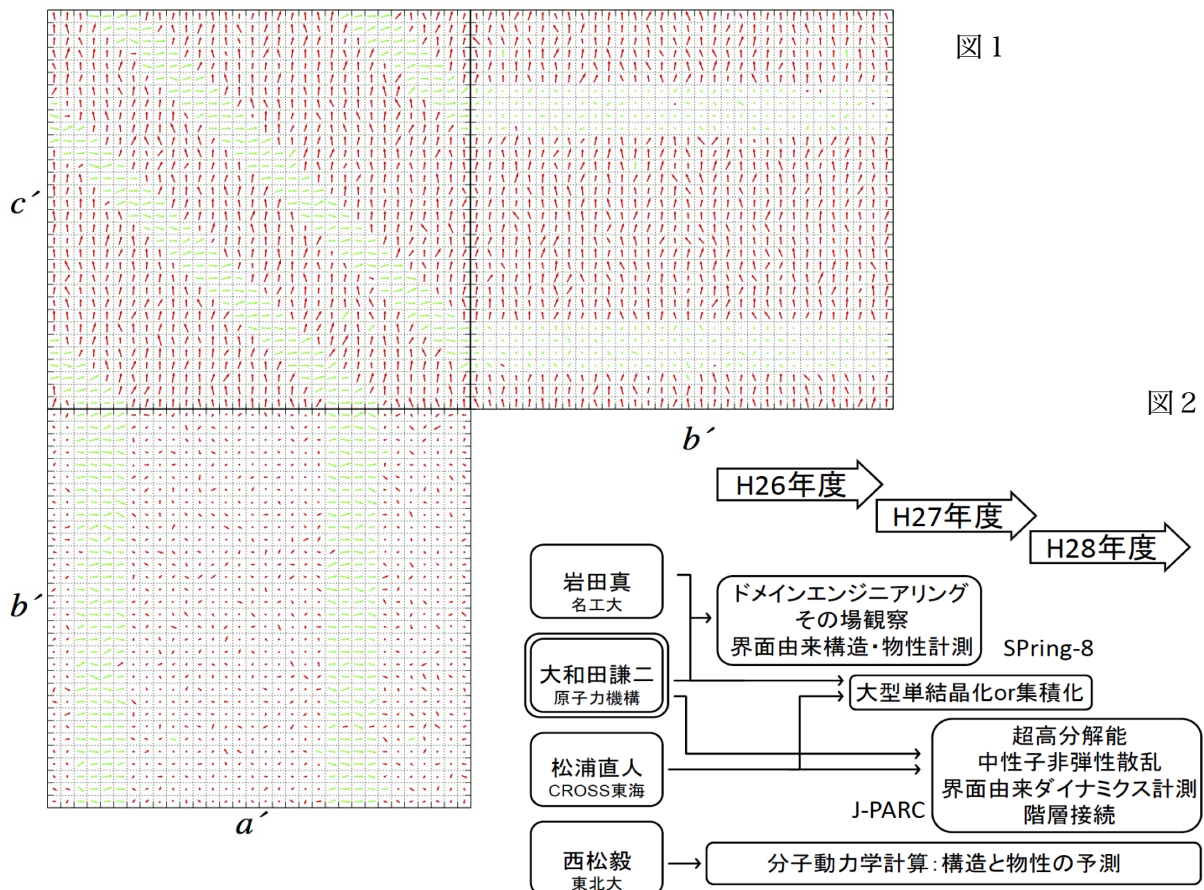 図1
c´
b´
図2
H26年度
H27年度
H28年度
岩田真
名工大
ドメインエンジニアリング
その場観察
界面由来構造・物性計測
SPring-8
b´
大和田謙二
原子力機構
大型単結晶化or集積化
松浦直人
CROSS東海
超高分解能
中性子非弾性散乱
界面由来ダイナミクス計測
階層接続
J-PARC
a´
西松毅
東北大
分子動力学計算:構造と物性の予測